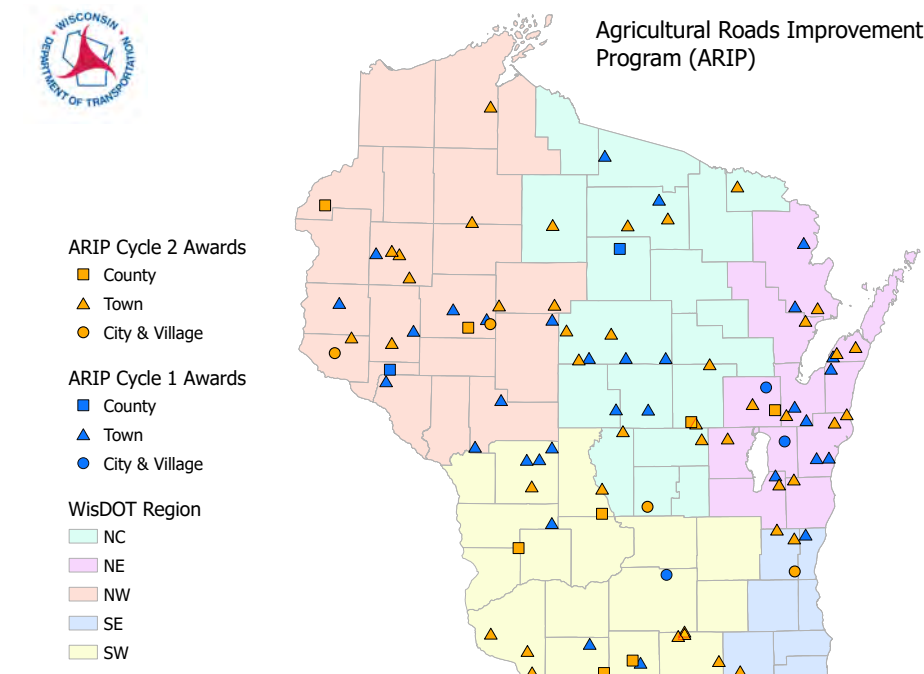 WISCONSIN
DEPARTMENT OF TRANSPORTATION
Agricultural Roads Improvement
Program (ARIP)
ARIP Cycle 2 Awards
County
Town
City & Village
ARIP Cycle 1 Awards
County
Town
City & Village
WisDOT Region
NC
NE
NW
SE
SW